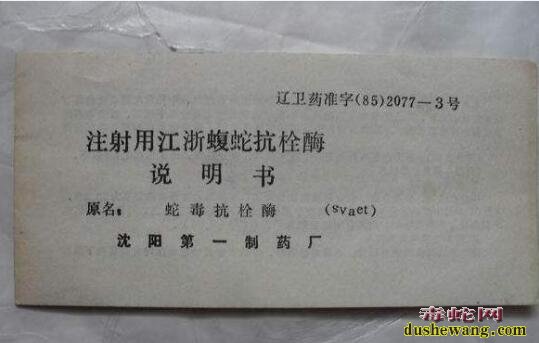 辽卫药准字(85)2077—3号
注射用江浙蝮蛇抗栓酶
说明书
原名：蛇毒抗栓酶 (svaet)
沈阳第一制药厂
毒蛇网
dushewang.com